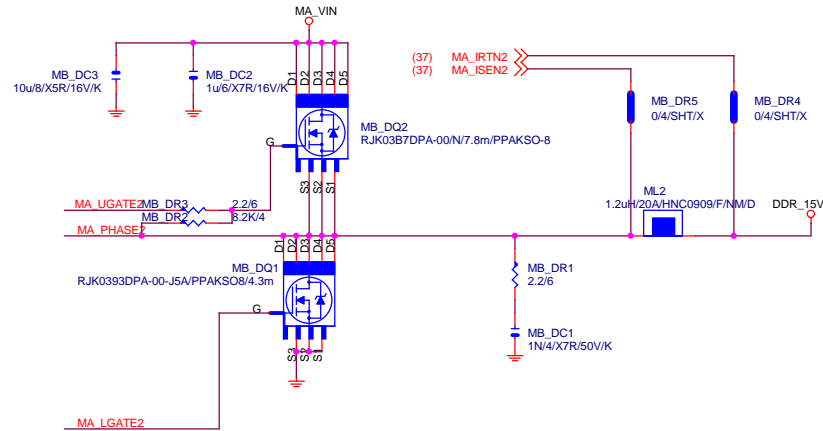 MA_VIN
(37) MA_IRTN2
(37) MA_ISEN2
MB_DC3
10u/8/X5R/16V/K
MB_DC2
1u/6/X7R/16V/K
D1
D2
D3
D4
D5
MB_DR5
0/4/SHT/X
MB_DR4
0/4/SHT/X
MB_DQ2
RJK03B7DPA-00/N/7.8m/PPAKSO-8
G
S3
S2
S1
ML2
1.2uH/20A/HNC0909/F/NM/D
DDR_15V
MA_UGATE2
MB_DR3
2.2/6
MB_DR2
8.2K/4
MA_PHASE2
D1
D2
D3
D4
D5
MB_DQ1
RJK0393DPA-00-J5A/PPAKSO8/4.3m
G
MB_DR1
2.2/6
MB_DC1
1N/4/X7R/50V/K
S3
S2
S1
MA_LGATE2